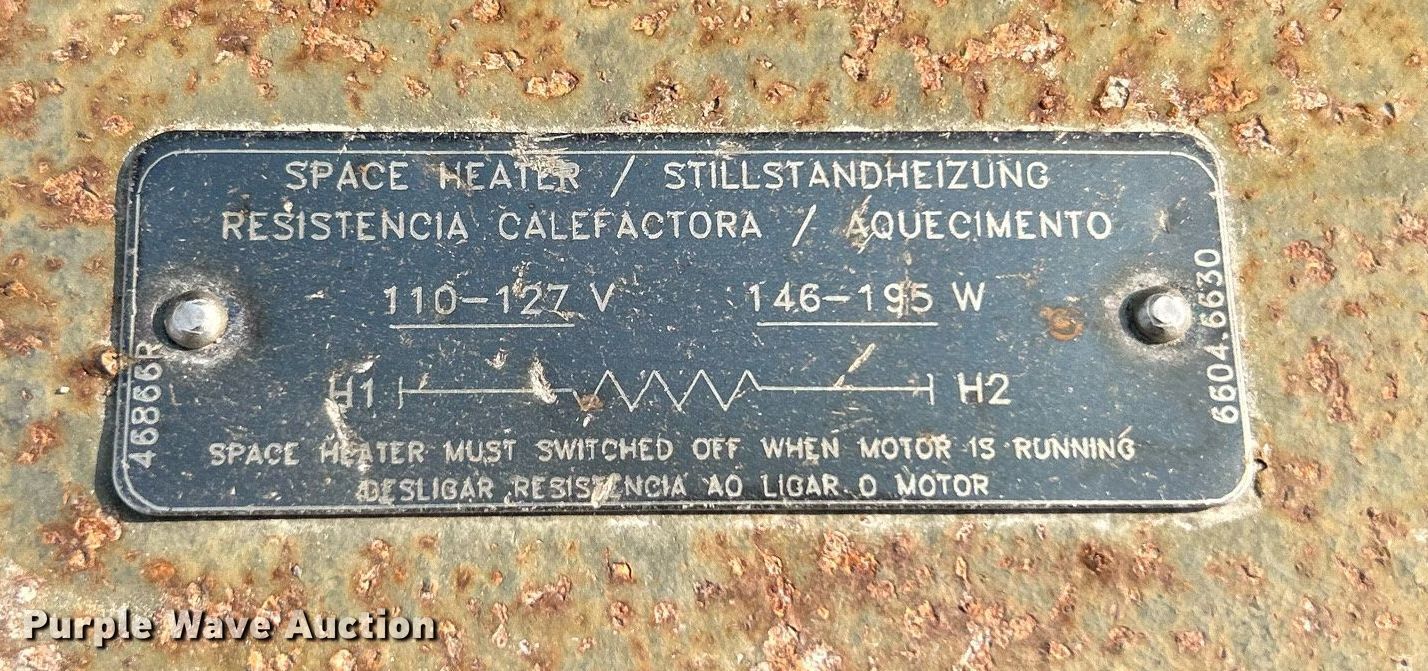 SPACE HEATER / STILLSTANDHEIZUNG
RESISTENCIA CALEFACTORA / AQUECIMENTO
110-127 V 146-195 W
H1 H2
SPACE HEATER MUST SWITCHED OFF WHEN MOTOR IS RUNNING
DESLIGAR RESISTENCIA AO LIGAR O MOTOR
46866R
6604.6630
Purple Wave Auction